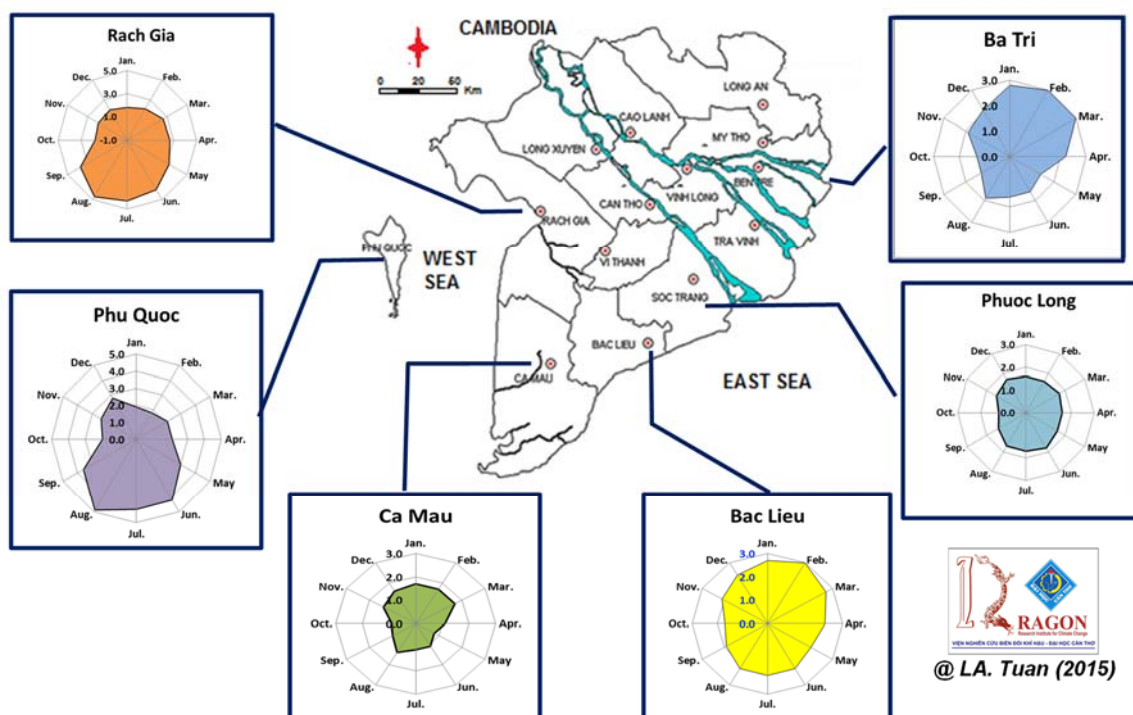 Rach Gia
Jan.
Feb.
Mar.
Apr.
May
Jun.
Jul.
Aug.
Sep.
Oct.
Nov.
Dec.
5.0
3.0
1.0
-1.0
CAMBODIA
0 20 60
Km
LONG AN
CAO LANH
MY THO
LONG XUYEN
BEN TRE
VINH LONG
CAN THO
RACH GIA
TRA VINH
VI THANH
SOC TRANG
BAC LIEU
CA MAU
PHU QUOC
WEST
SEA
EAST SEA
Ba Tri
Jan.
Feb.
Mar.
Apr.
May
Jun.
Jul.
Aug.
Sep.
Oct.
Nov.
Dec.
3.0
2.0
1.0
0.0
Phu Quoc
Jan.
Feb.
Mar.
Apr.
May
Jun.
Jul.
Aug.
Sep.
Oct.
Nov.
Dec.
5.0
4.0
3.0
2.0
1.0
0.0
Phuoc Long
Jan.
Feb.
Mar.
Apr.
May
Jun.
Jul.
Aug.
Sep.
Oct.
Nov.
Dec.
3.0
2.0
1.0
0.0
Ca Mau
Jan.
Feb.
Mar.
Apr.
May
Jun.
Jul.
Aug.
Sep.
Oct.
Nov.
Dec.
3.0
2.0
1.0
0.0
Bac Lieu
Jan.
Feb.
Mar.
Apr.
May
Jun.
Jul.
Aug.
Sep.
Oct.
Nov.
Dec.
3.0
2.0
1.0
0.0
DRAGON
Research Institute for Climate Change
VIỆN NGHIÊN CỨU BIẾN ĐỔI KHÍ HẬU - ĐẠI HỌC CẦN THƠ
@ LA. Tuan (2015)